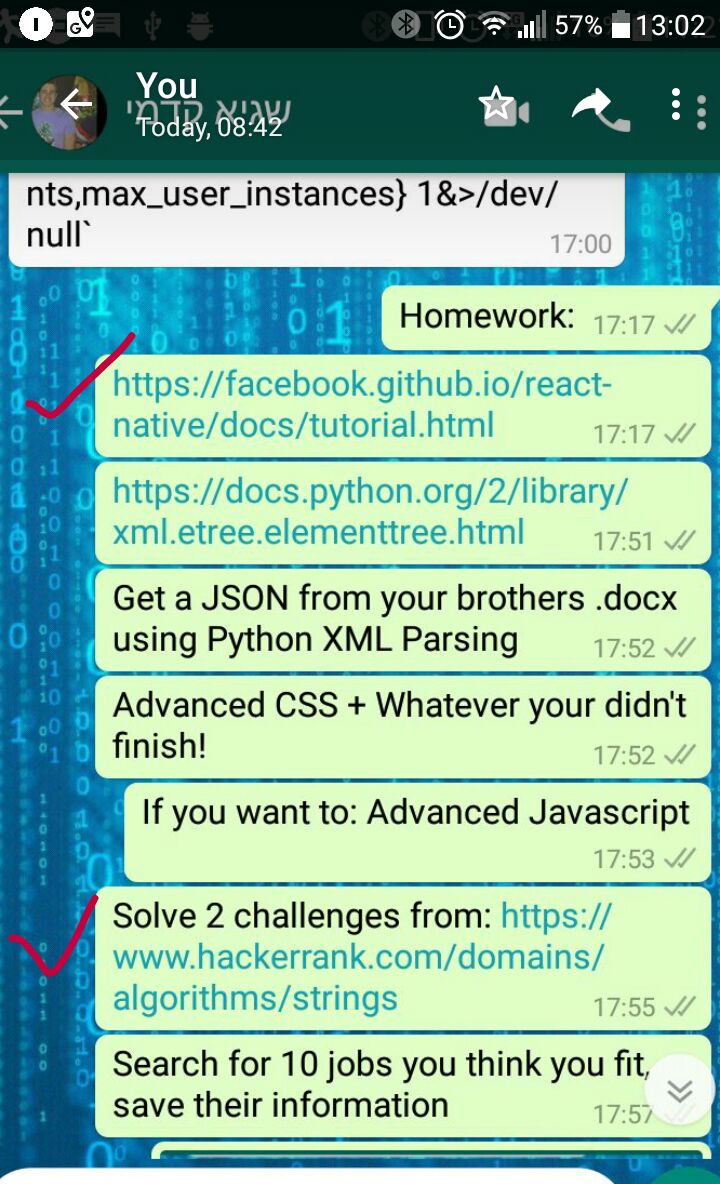 57% 13:02
You
שגיא קדמי
Today, 08:42
nts,max_user_instances} 1&>/dev/
null`
17:00
Homework: 17:17
https://facebook.github.io/react-
native/docs/tutorial.html
17:17
https://docs.python.org/2/library/
xml.etree.elementtree.html
17:51
Get a JSON from your brothers .docx
using Python XML Parsing
17:52
Advanced CSS + Whatever your didn't
finish!
17:52
If you want to: Advanced Javascript
17:53
Solve 2 challenges from: https://
www.hackerrank.com/domains/
algorithms/strings
17:55
Search for 10 jobs you think you fit,
save their information
17:57